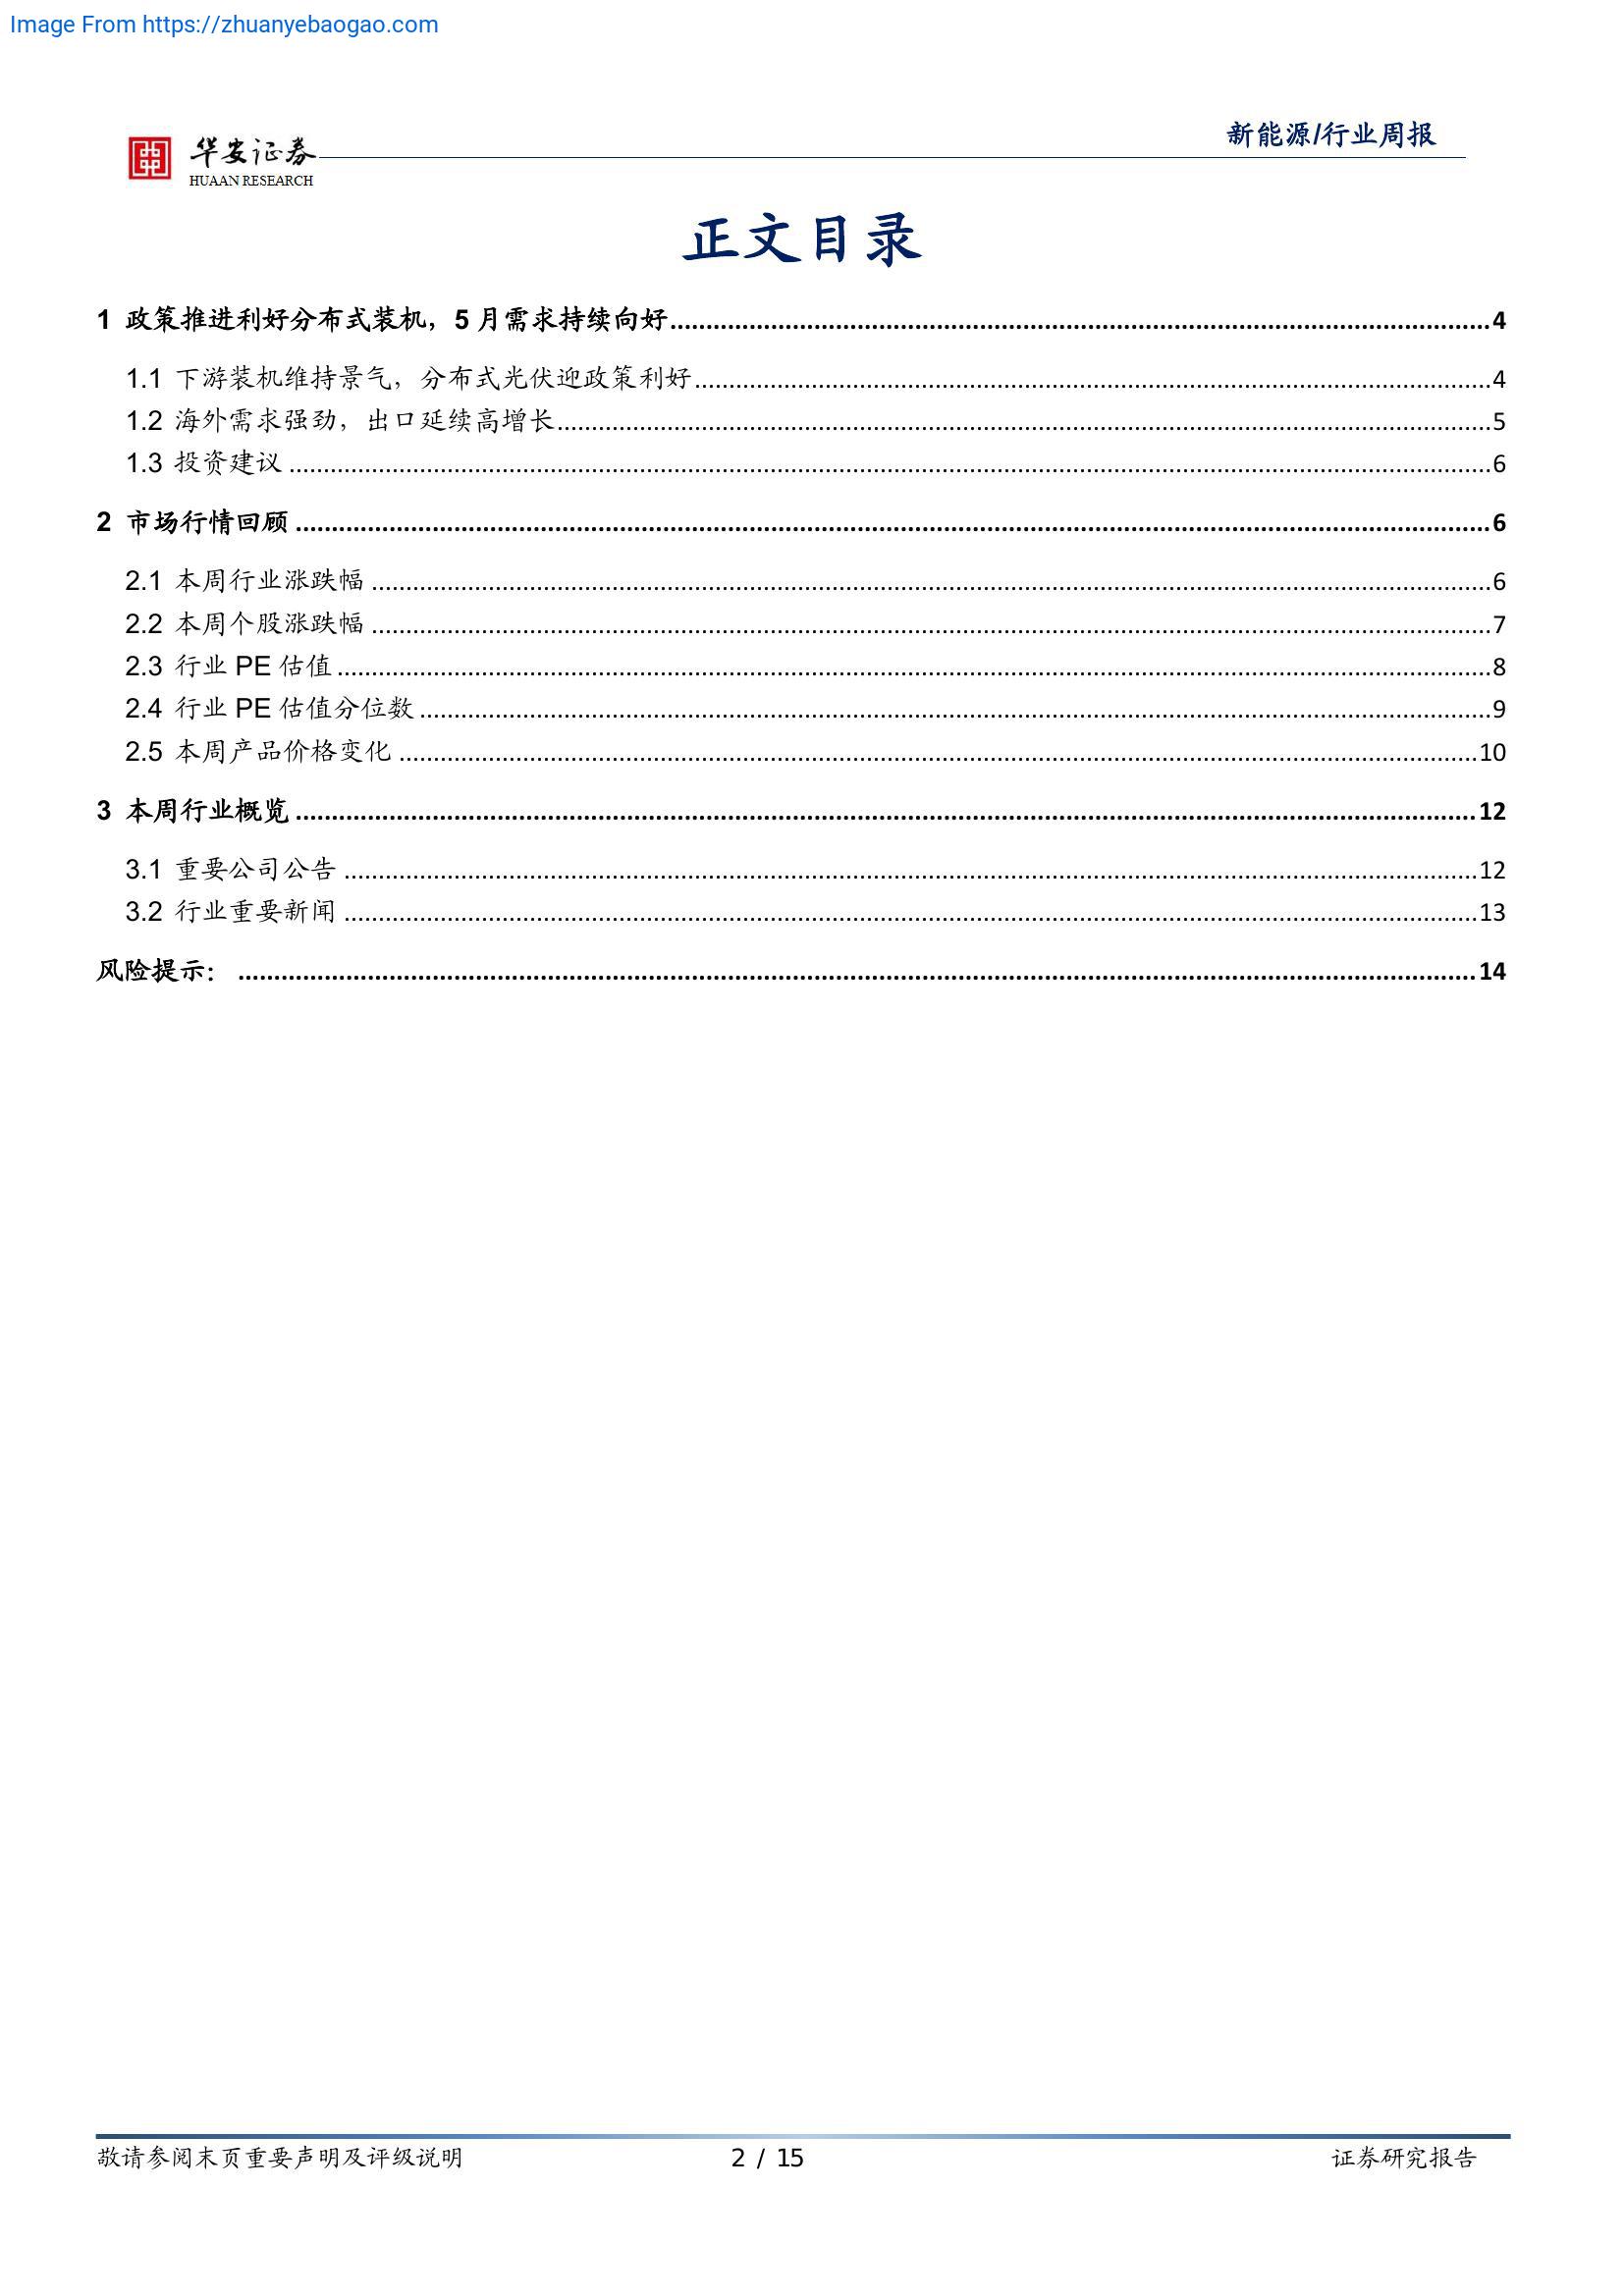 Image From https://zhuanyebaogao.com
华安证券
HUAAN RESEARCH
新能源/行业周报
正文目录
1 政策推进利好分布式装机，5 月需求持续向好 4
1.1 下游装机维持景气，分布式光伏迎政策利好 4
1.2 海外需求强劲，出口延续高增长 5
1.3 投资建议 6
2 市场行情回顾 6
2.1 本周行业涨跌幅 6
2.2 本周个股涨跌幅 7
2.3 行业 PE 估值 8
2.4 行业 PE 估值分位数 9
2.5 本周产品价格变化 10
3 本周行业概览 12
3.1 重要公司公告 12
3.2 行业重要新闻 13
风险提示： 14
敬请参阅末页重要声明及评级说明 2 / 15 证券研究报告